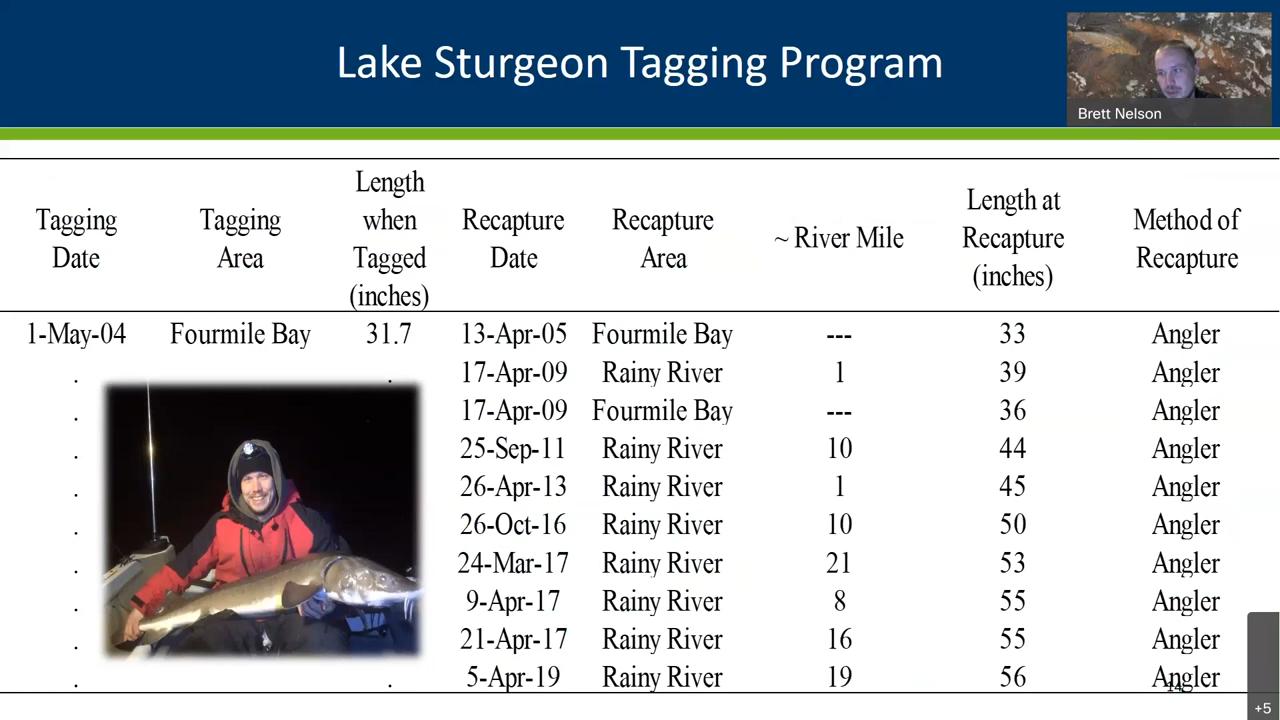 Lake Sturgeon Tagging Program
Brett Nelson
Tagging Date Tagging Area Length when Tagged (inches) Recapture Date Recapture Area ~ River Mile Length at Recapture (inches) Method of Recapture
1-May-04 Fourmile Bay 31.7 13-Apr-05 Fourmile Bay --- 33 Angler
. . 17-Apr-09 Rainy River 1 39 Angler
. 17-Apr-09 Fourmile Bay --- 36 Angler
. 25-Sep-11 Rainy River 10 44 Angler
. 26-Apr-13 Rainy River 1 45 Angler
. 26-Oct-16 Rainy River 10 50 Angler
. 24-Mar-17 Rainy River 21 53 Angler
. 9-Apr-17 Rainy River 8 55 Angler
. 21-Apr-17 Rainy River 16 55 Angler
. . 5-Apr-19 Rainy River 19 56 Angler
14
+5